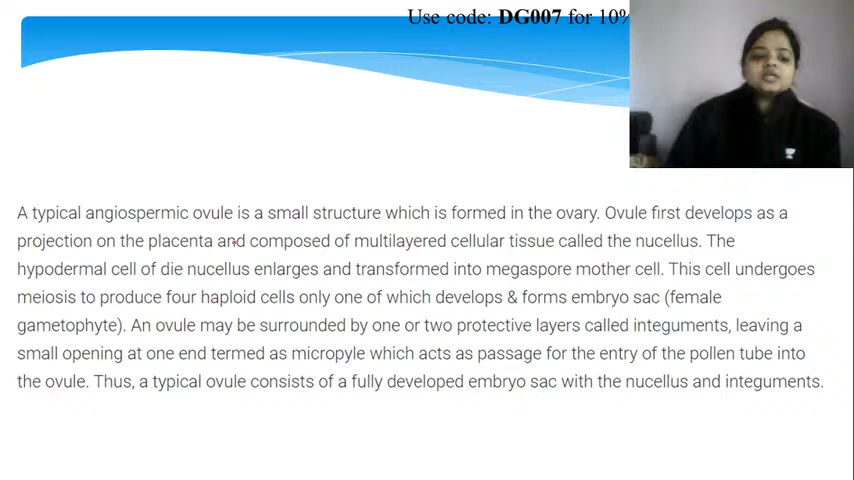 Use code: DG007 for 10%
A typical angiospermic ovule is a small structure which is formed in the ovary. Ovule first develops as a
projection on the placenta and composed of multilayered cellular tissue called the nucellus. The
hypodermal cell of die nucellus enlarges and transformed into megaspore mother cell. This cell undergoes
meiosis to produce four haploid cells only one of which develops & forms embryo sac (female
gametophyte). An ovule may be surrounded by one or two protective layers called integuments, leaving a
small opening at one end termed as micropyle which acts as passage for the entry of the pollen tube into
the ovule. Thus, a typical ovule consists of a fully developed embryo sac with the nucellus and integuments.